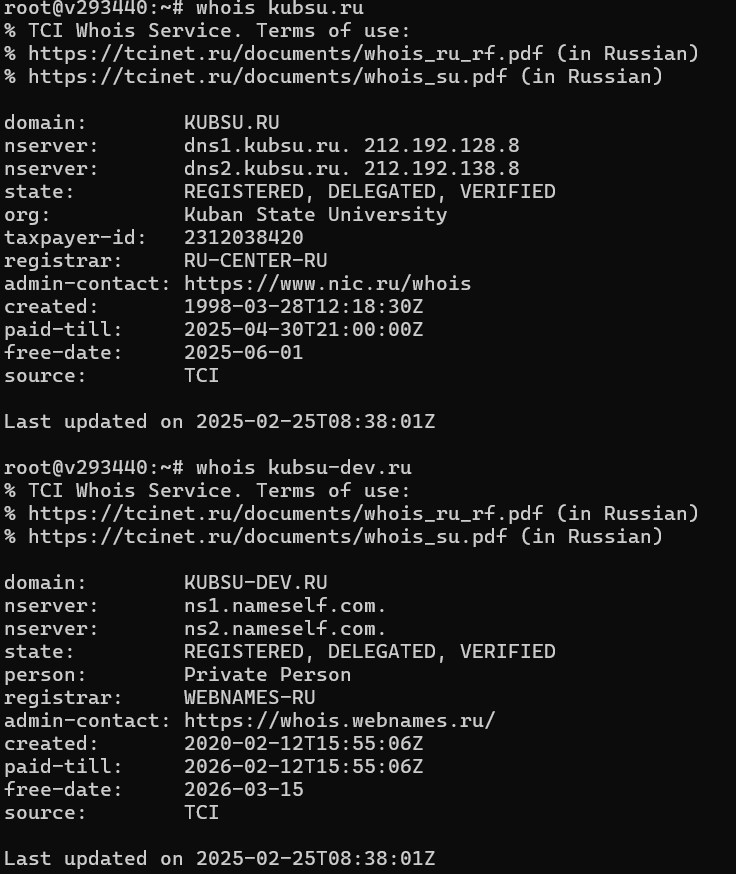 root@v293440:~# whois kubsu.ru
% TCI Whois Service. Terms of use:
% https://tcinet.ru/documents/whois_ru_rf.pdf (in Russian)
% https://tcinet.ru/documents/whois_su.pdf (in Russian)

domain:        KUBSU.RU
nserver:       dns1.kubsu.ru. 212.192.128.8
nserver:       dns2.kubsu.ru. 212.192.138.8
state:         REGISTERED, DELEGATED, VERIFIED
org:           Kuban State University
taxpayer-id:   2312038420
registrar:     RU-CENTER-RU
admin-contact: https://www.nic.ru/whois
created:       1998-03-28T12:18:30Z
paid-till:     2025-04-30T21:00:00Z
free-date:     2025-06-01
source:        TCI

Last updated on 2025-02-25T08:38:01Z

root@v293440:~# whois kubsu-dev.ru
% TCI Whois Service. Terms of use:
% https://tcinet.ru/documents/whois_ru_rf.pdf (in Russian)
% https://tcinet.ru/documents/whois_su.pdf (in Russian)

domain:        KUBSU-DEV.RU
nserver:       ns1.nameself.com.
nserver:       ns2.nameself.com.
state:         REGISTERED, DELEGATED, VERIFIED
person:        Private Person
registrar:     WEBNAMES-RU
admin-contact: https://whois.webnames.ru/
created:       2020-02-12T15:55:06Z
paid-till:     2026-02-12T15:55:06Z
free-date:     2026-03-15
source:        TCI

Last updated on 2025-02-25T08:38:01Z